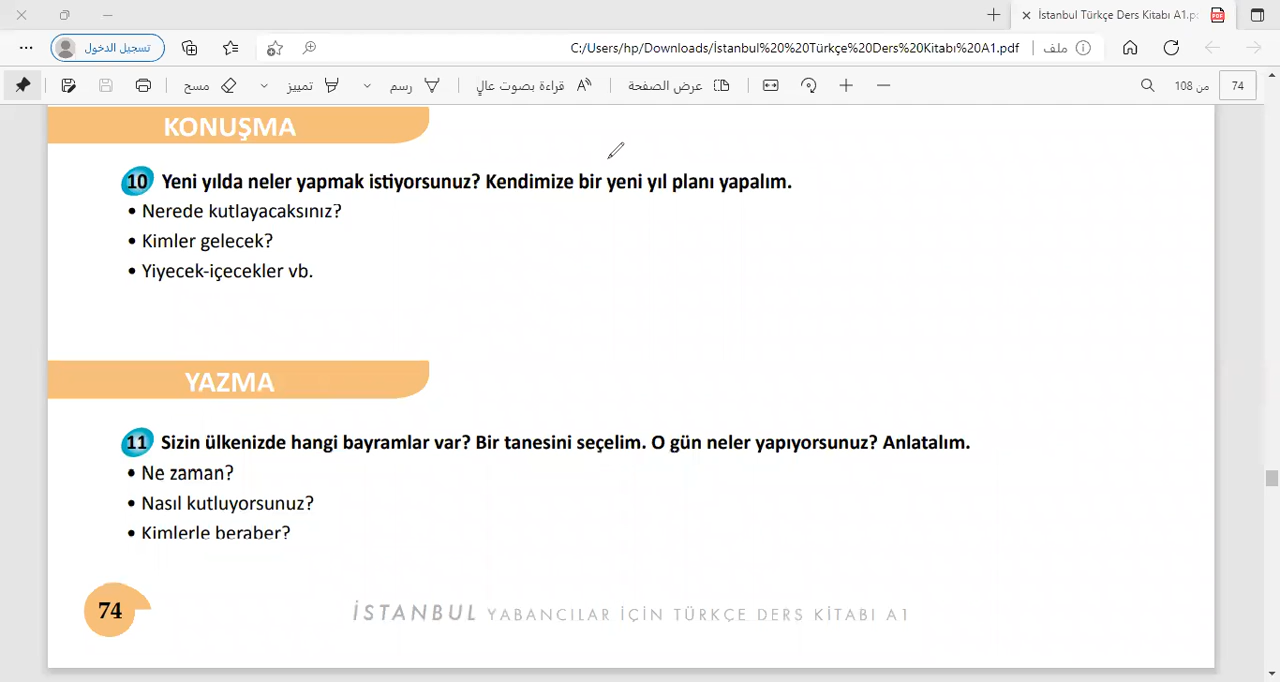 İstanbul Türkçe Ders Kitabı A1.pc
PDF
تسجيل الدخول
C:/Users/hp/Downloads/İstanbul%20%20Türkçe%20Ders%20Kitabı%20A1.pdf
ملف
مسح
تمييز
رسم
قراءة بصوت عالٍ
عرض الصفحة
من 108
74
KONUŞMA
10 Yeni yılda neler yapmak istiyorsunuz? Kendimize bir yeni yıl planı yapalım.
• Nerede kutlayacaksınız?
• Kimler gelecek?
• Yiyecek-içecekler vb.
YAZMA
11 Sizin ülkenizde hangi bayramlar var? Bir tanesini seçelim. O gün neler yapıyorsunuz? Anlatalım.
• Ne zaman?
• Nasıl kutluyorsunuz?
• Kimlerle beraber?
74
İSTANBUL YABANCILAR İÇİN TÜRKÇE DERS KİTABI A1